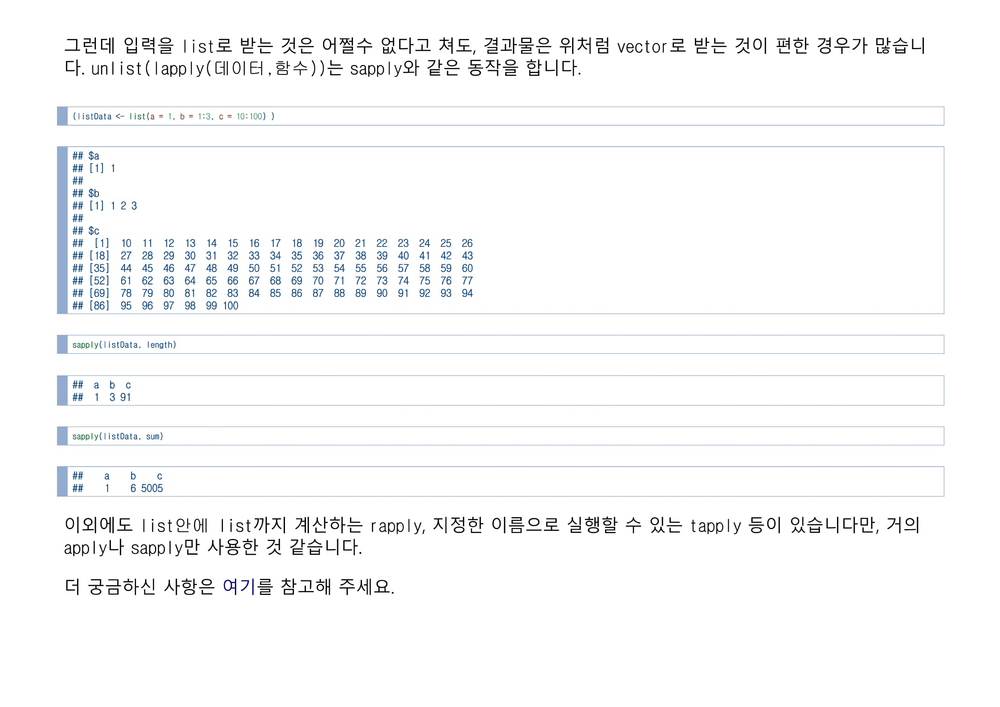 그런데 입력을 list로 받는 것은 어쩔수 없다고 쳐도, 결과물은 위처럼 vector로 받는 것이 편한 경우가 많습니
다. unlist(lapply(데이터,함수))는 sapply와 같은 동작을 합니다.
(listData <- list(a = 1, b = 1:3, c = 10:100) )
## $a
## [1] 1
##
## $b
## [1] 1 2 3
##
## $c
##  [1]  10  11  12  13  14  15  16  17  18  19  20  21  22  23  24  25  26
## [18]  27  28  29  30  31  32  33  34  35  36  37  38  39  40  41  42  43
## [35]  44  45  46  47  48  49  50  51  52  53  54  55  56  57  58  59  60
## [52]  61  62  63  64  65  66  67  68  69  70  71  72  73  74  75  76  77
## [69]  78  79  80  81  82  83  84  85  86  87  88  89  90  91  92  93  94
## [86]  95  96  97  98  99 100
sapply(listData, length)
##  a  b  c
##  1  3 91
sapply(listData, sum)
##    a    b    c
##    1    6 5005
이외에도 list안에 list까지 계산하는 rapply, 지정한 이름으로 실행할 수 있는 tapply 등이 있습니다만, 거의
apply나 sapply만 사용한 것 같습니다.
더 궁금하신 사항은 여기를 참고해 주세요.